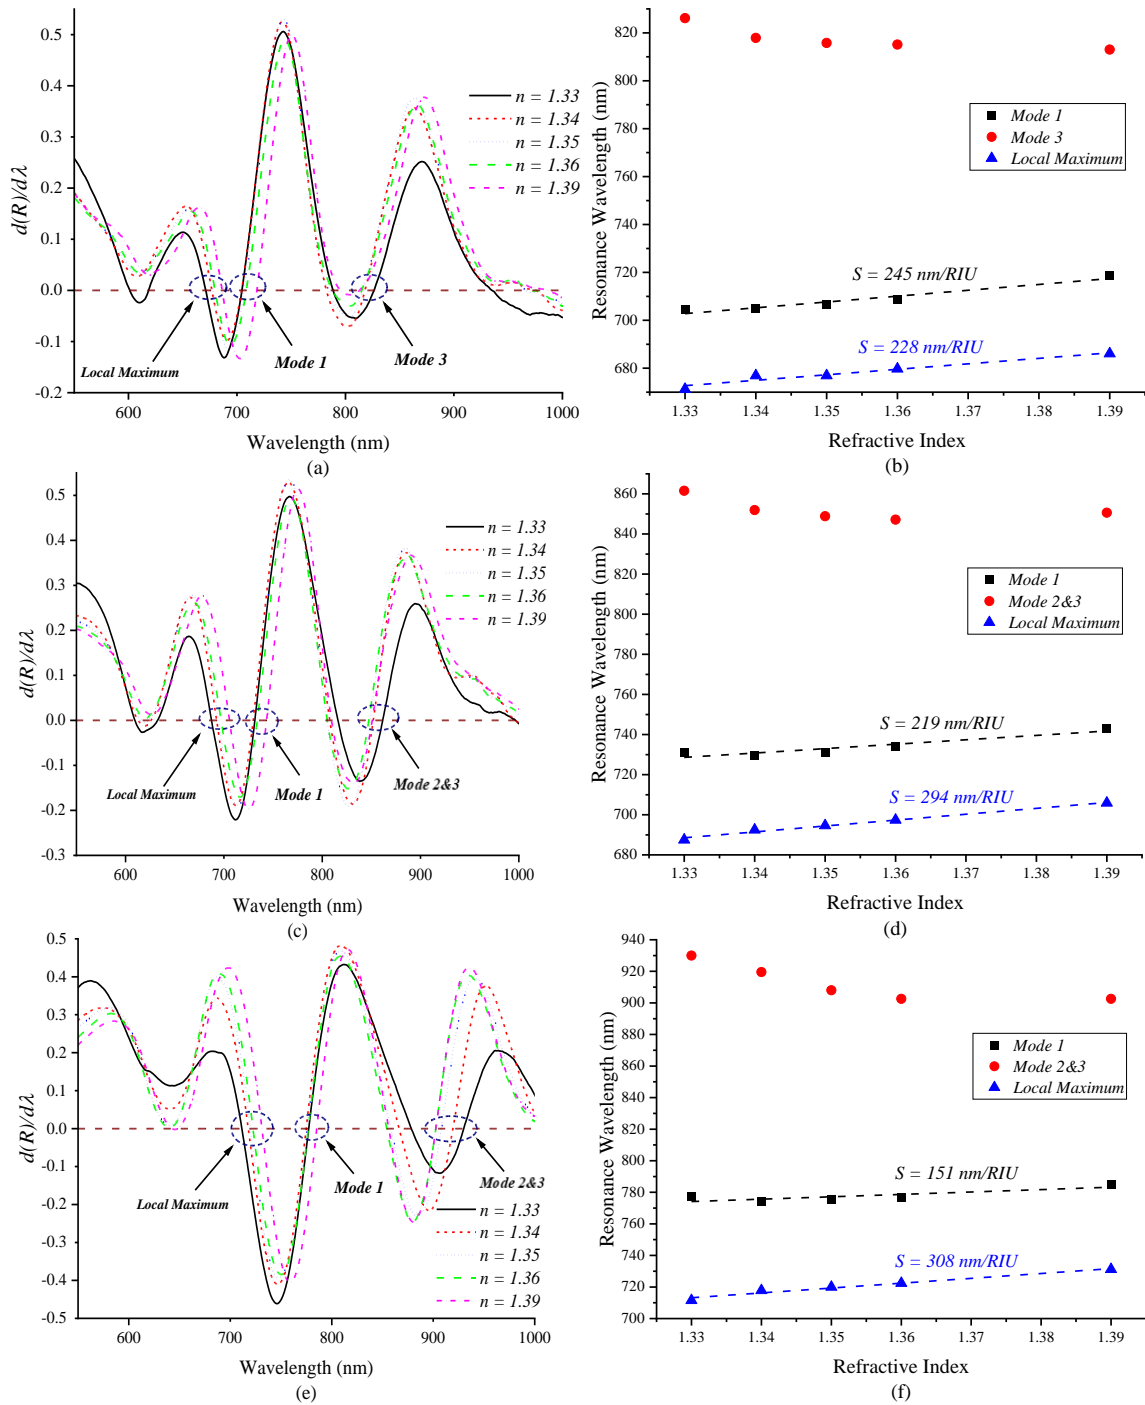 0.5
0.4
0.3
0.2
0.1
0.0
-0.1
-0.2
d(R)/dλ
n = 1.33
n = 1.34
n = 1.35
n = 1.36
n = 1.39
Local Maximum
Mode 1
Mode 3
600 700 800 900 1000
Wavelength (nm)
(a)
820
800
780
760
740
720
700
680
Resonance Wavelength (nm)
Mode 1
Mode 3
Local Maximum
S = 245 nm/RIU
S = 228 nm/RIU
1.33 1.34 1.35 1.36 1.37 1.38 1.39
Refractive Index
(b)
0.5
0.4
0.3
0.2
0.1
0.0
-0.1
-0.2
-0.3
d(R)/dλ
n = 1.33
n = 1.34
n = 1.35
n = 1.36
n = 1.39
Local Maximum
Mode 1
Mode 2&3
600 700 800 900 1000
Wavelength (nm)
(c)
860
840
820
800
780
760
740
720
700
680
Resonance Wavelength (nm)
Mode 1
Mode 2&3
Local Maximum
S = 219 nm/RIU
S = 294 nm/RIU
1.33 1.34 1.35 1.36 1.37 1.38 1.39
Refractive Index
(d)
0.5
0.4
0.3
0.2
0.1
0.0
-0.1
-0.2
-0.3
-0.4
-0.5
d(R)/dλ
Local Maximum
Mode 1
Mode 2&3
n = 1.33
n = 1.34
n = 1.35
n = 1.36
n = 1.39
600 700 800 900 1000
Wavelength (nm)
(e)
940
920
900
880
860
840
820
800
780
760
740
720
700
Resonance Wavelength (nm)
Mode 1
Mode 2&3
Local Maximum
S = 151 nm/RIU
S = 308 nm/RIU
1.33 1.34 1.35 1.36 1.37 1.38 1.39
Refractive Index
(f)